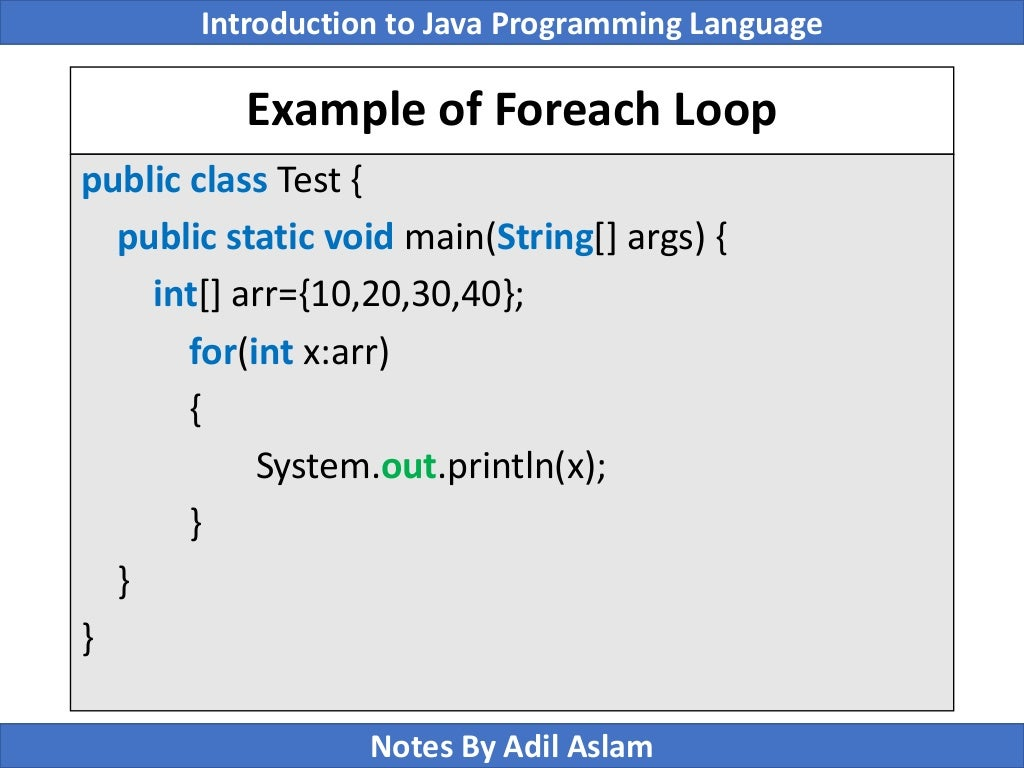 Introduction to Java Programming Language
Example of Foreach Loop
public class Test {
public static void main(String[] args) {
int[] arr={10,20,30,40};
for(int x:arr)
{
System.out.println(x);
}
}
}
Notes By Adil Aslam